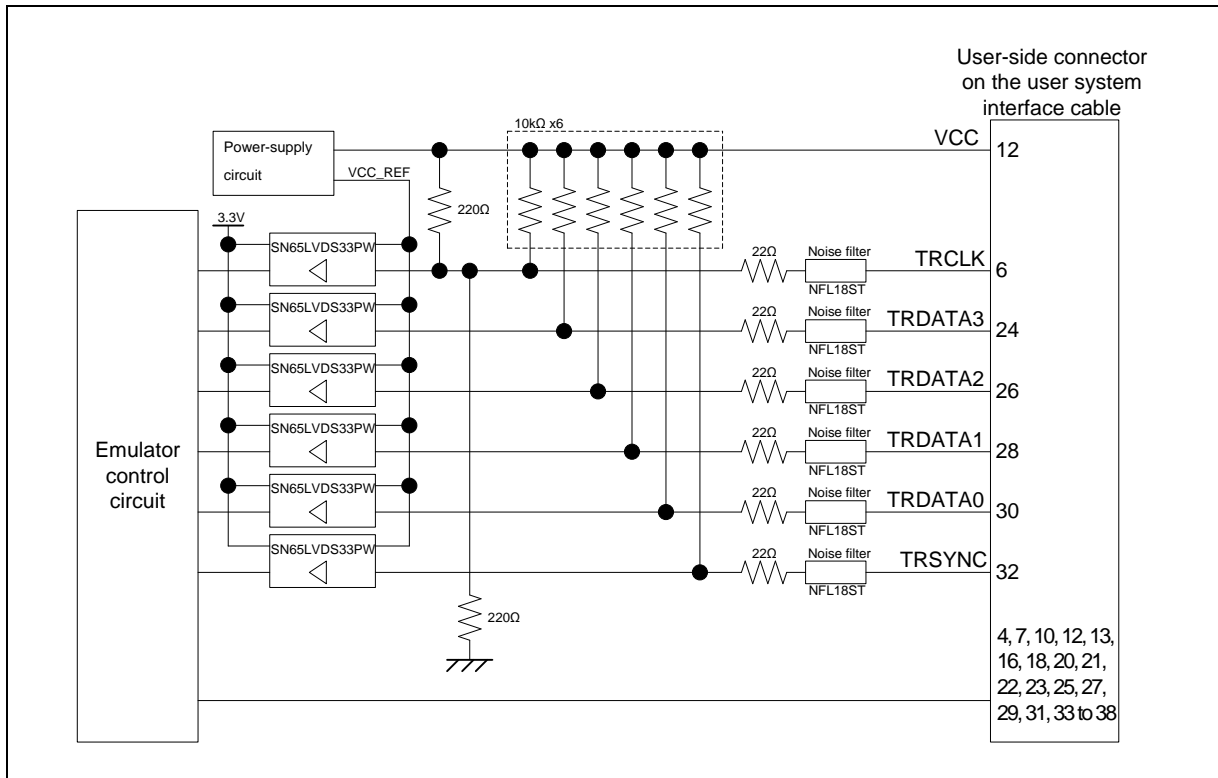 User-side connector
on the user system
interface cable
10kΩ x6
VCC
12
Power-supply
circuit
VCC_REF
220Ω
3.3V
SN65LVDS33PW
22Ω
Noise filter
NFL18ST
TRCLK
6
SN65LVDS33PW
22Ω
Noise filter
NFL18ST
TRDATA3
24
SN65LVDS33PW
22Ω
Noise filter
NFL18ST
TRDATA2
26
SN65LVDS33PW
22Ω
Noise filter
NFL18ST
TRDATA1
28
Emulator
control
circuit
SN65LVDS33PW
22Ω
Noise filter
NFL18ST
TRDATA0
30
SN65LVDS33PW
22Ω
Noise filter
NFL18ST
TRSYNC
32
220Ω
4, 7, 10, 12, 13,
16, 18, 20, 21,
22, 23, 25, 27,
29, 31, 33 to 38